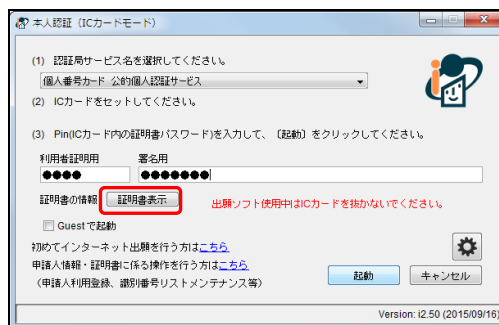 本人認証（ICカードモード）
(1) 認証局サービス名を選択してください。
個人番号カード 公的個人認証サービス
(2) ICカードをセットしてください。
(3) Pin(ICカード内の証明書パスワード)を入力して、〔起動〕をクリックしてください。
利用者証明用 署名用
●●●● ●●●●●●●
証明書の情報 証明書表示 出願ソフト使用中はICカードを抜かないでください。
Guestで起動
初めてインターネット出願を行う方はこちら
申請人情報・証明書に係る操作を行う方はこちら
（申請人利用登録、識別番号リストメンテナンス等）
起動 キャンセル
Version: i2.50 (2015/09/16)